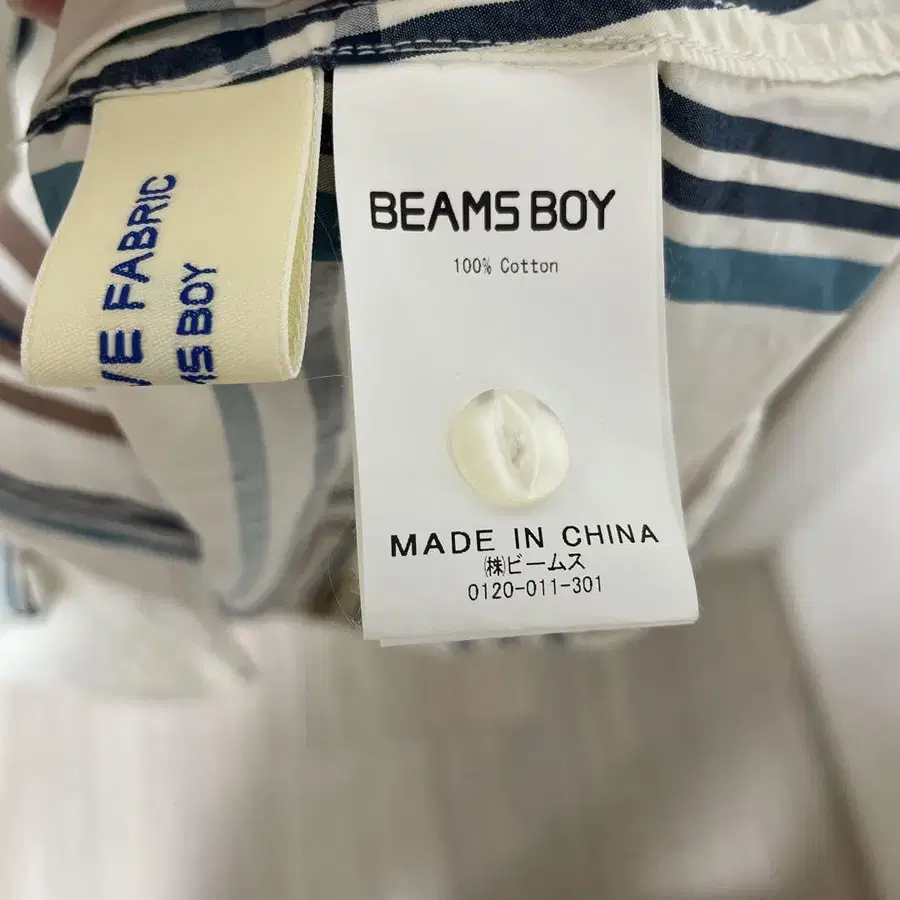 FABRIC
BOY
BEAMS BOY
100% Cotton
MADE IN CHINA
㈱ビームス
0120-011-301